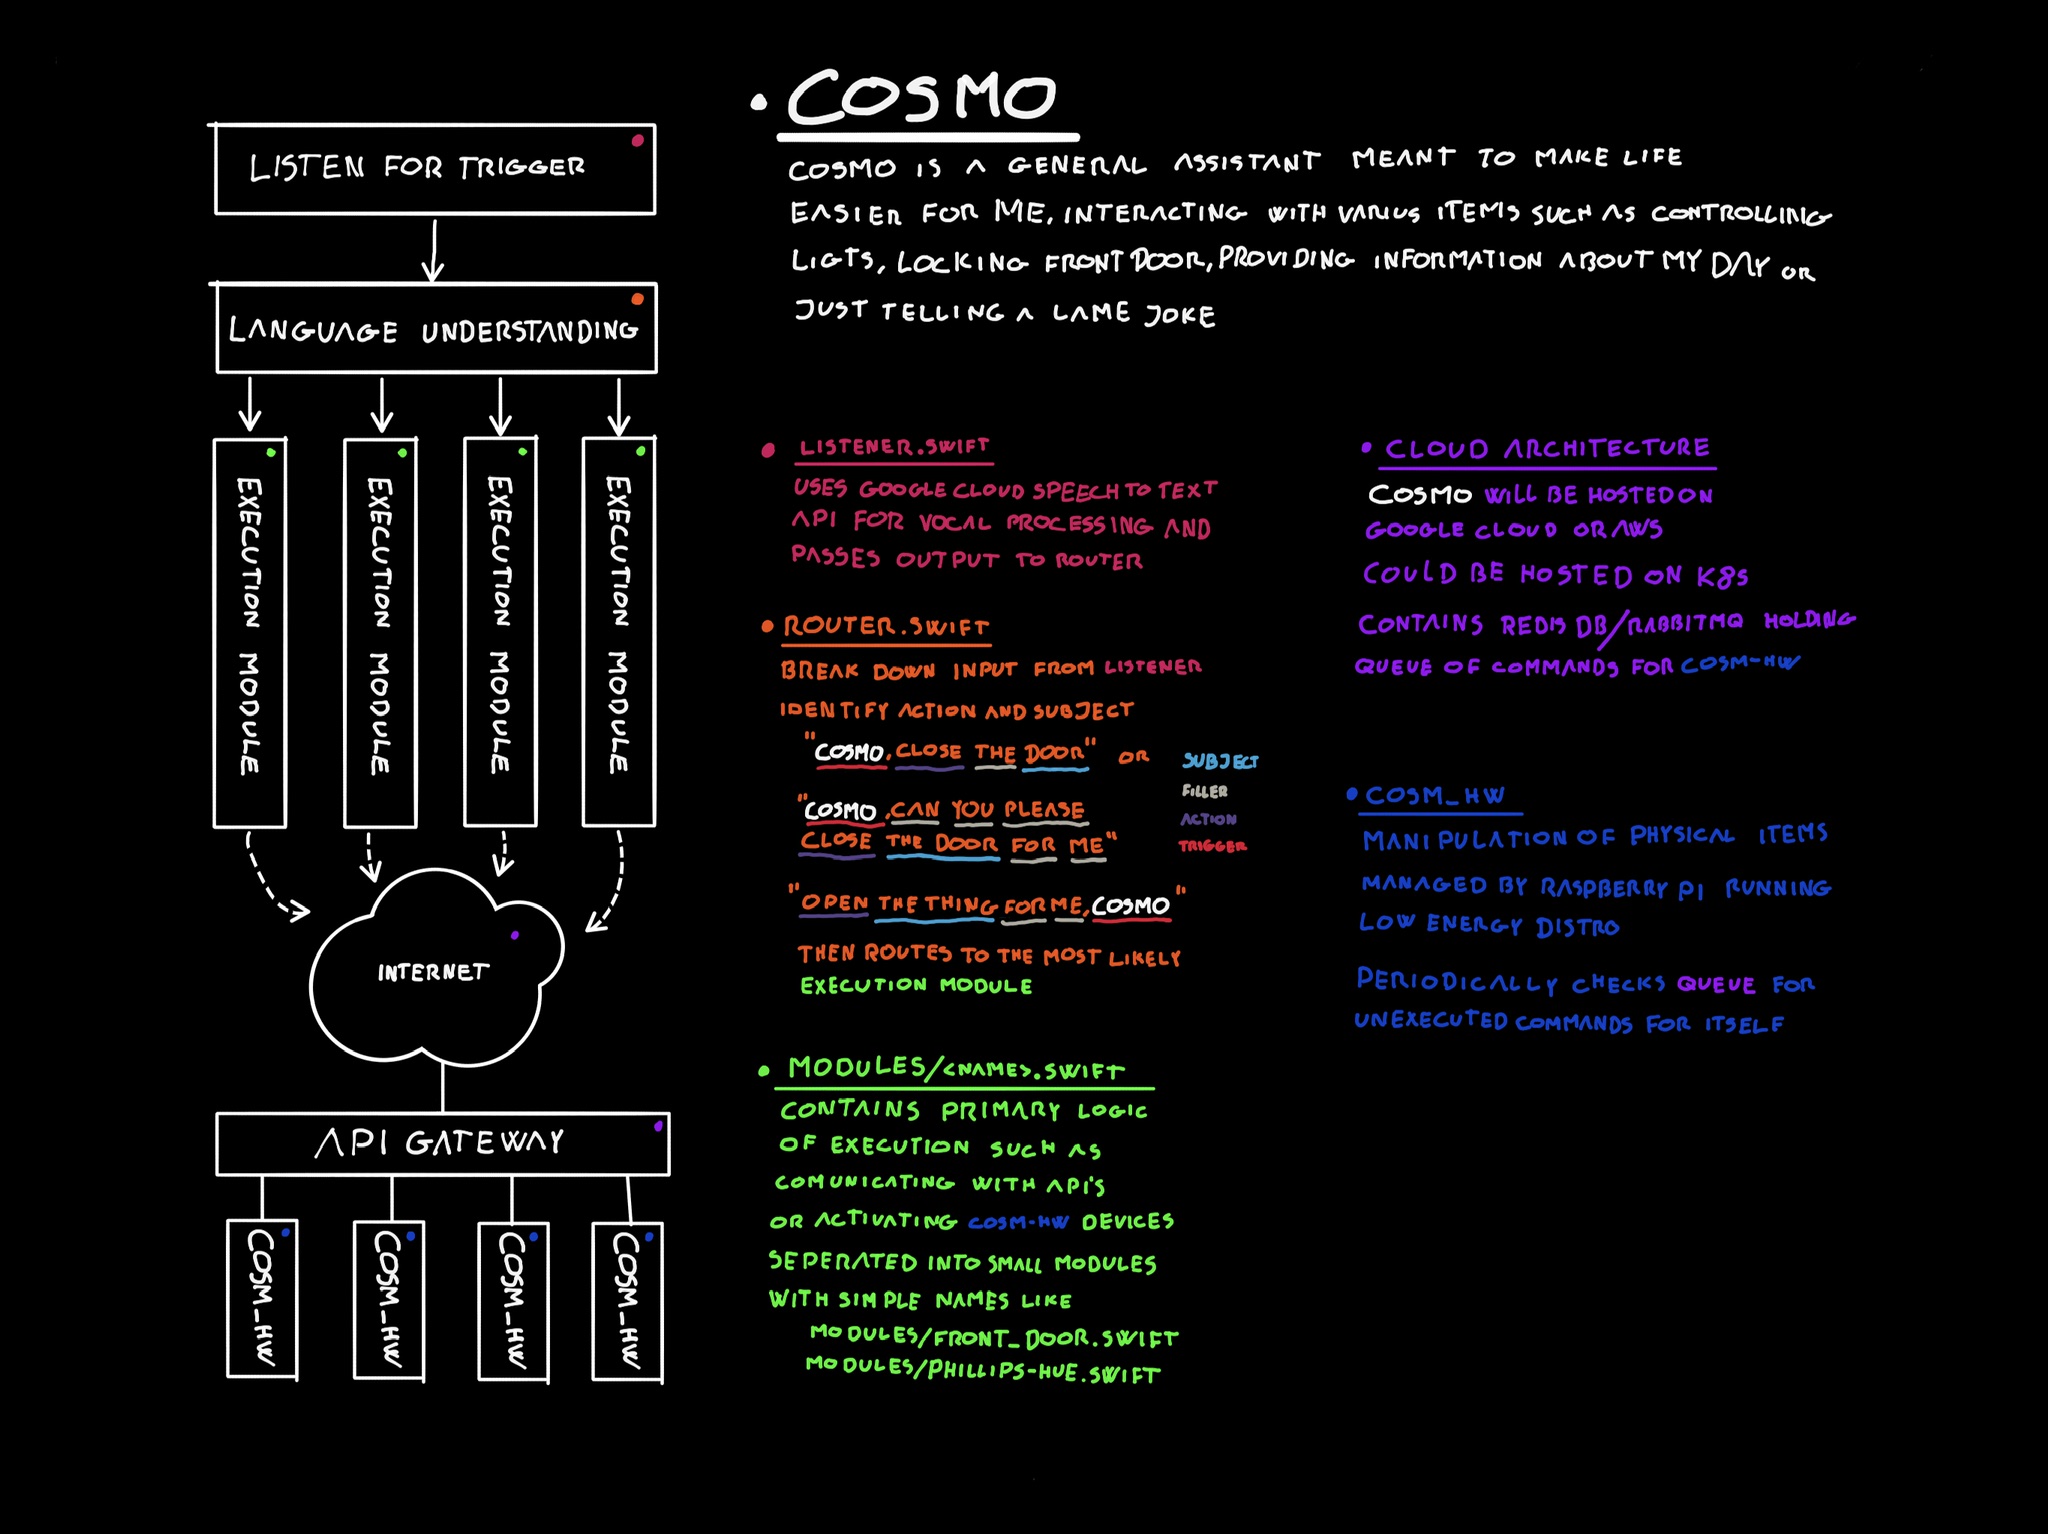 LISTEN FOR TRIGGER
LANGUAGE UNDERSTANDING
EXECUTION MODULE
EXECUTION MODULE
EXECUTION MODULE
EXECUTION MODULE
INTERNET
API GATEWAY
COSM_HW
COSM_HW
COSM_HW
COSM_HW
• COSMO
COSMO IS A GENERAL ASSISTANT MEANT TO MAKE LIFE
EASIER FOR ME, INTERACTING WITH VARIUS ITEMS SUCH AS CONTROLLING
LIGTS, LOCKING FRONT DOOR, PROVIDING INFORMATION ABOUT MY DAY OR
JUST TELLING A LAME JOKE
• LISTENER.SWIFT
USES GOOGLE CLOUD SPEECH TO TEXT
API FOR VOCAL PROCESSING AND
PASSES OUTPUT TO ROUTER
• ROUTER.SWIFT
BREAK DOWN INPUT FROM LISTENER
IDENTIFY ACTION AND SUBJECT
"COSMO, CLOSE THE DOOR" OR
"COSMO, CAN YOU PLEASE
CLOSE THE DOOR FOR ME"
"OPEN THE THING FOR ME, COSMO"
SUBJECT
FILLER
ACTION
TRIGGER
THEN ROUTES TO THE MOST LIKELY
EXECUTION MODULE
• MODULES/<NAME>.SWIFT
CONTAINS PRIMARY LOGIC
OF EXECUTION SUCH AS
COMUNICATING WITH API'S
OR ACTIVATING COSM-HW DEVICES
SEPERATED INTO SMALL MODULES
WITH SIMPLE NAMES LIKE
MODULES/FRONT_DOOR.SWIFT
MODULES/PHILLIPS-HUE.SWIFT
• CLOUD ARCHITECTURE
COSMO WILL BE HOSTED ON
GOOGLE CLOUD OR AWS
COULD BE HOSTED ON K8S
CONTAINS REDIS DB/RABBITMQ HOLDING
QUEUE OF COMMANDS FOR COSM-HW
• COSM_HW
MANIPULATION OF PHYSICAL ITEMS
MANAGED BY RASPBERRY PI RUNNING
LOW ENERGY DISTRO
PERIODICALLY CHECKS QUEUE FOR
UNEXECUTED COMMANDS FOR ITSELF